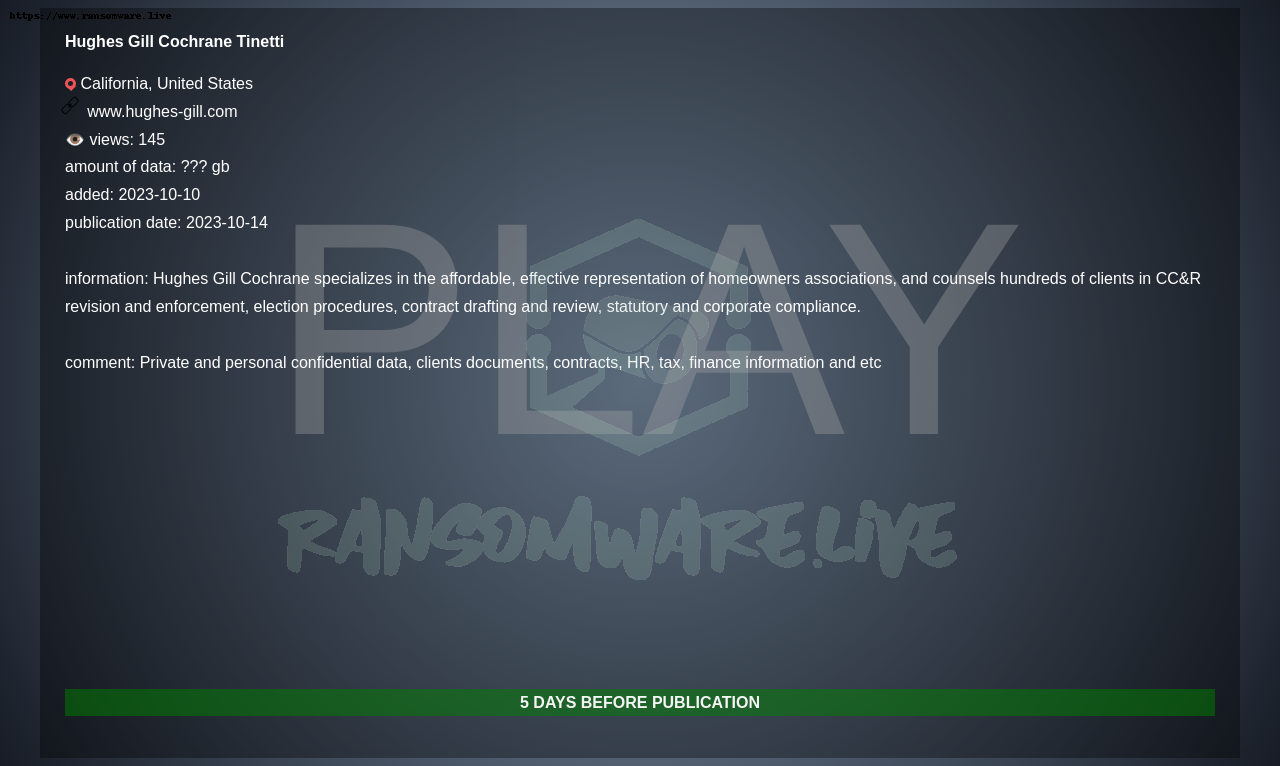 https://www.ransomware.live
Hughes Gill Cochrane Tinetti
California, United States
www.hughes-gill.com
views: 145
amount of data: ??? gb
added: 2023-10-10
publication date: 2023-10-14
PLAY
information: Hughes Gill Cochrane specializes in the affordable, effective representation of homeowners associations, and counsels hundreds of clients in CC&R
revision and enforcement, election procedures, contract drafting and review, statutory and corporate compliance.
comment: Private and personal confidential data, clients documents, contracts, HR, tax, finance information and etc
RANSOMWARE.LIVE
5 DAYS BEFORE PUBLICATION